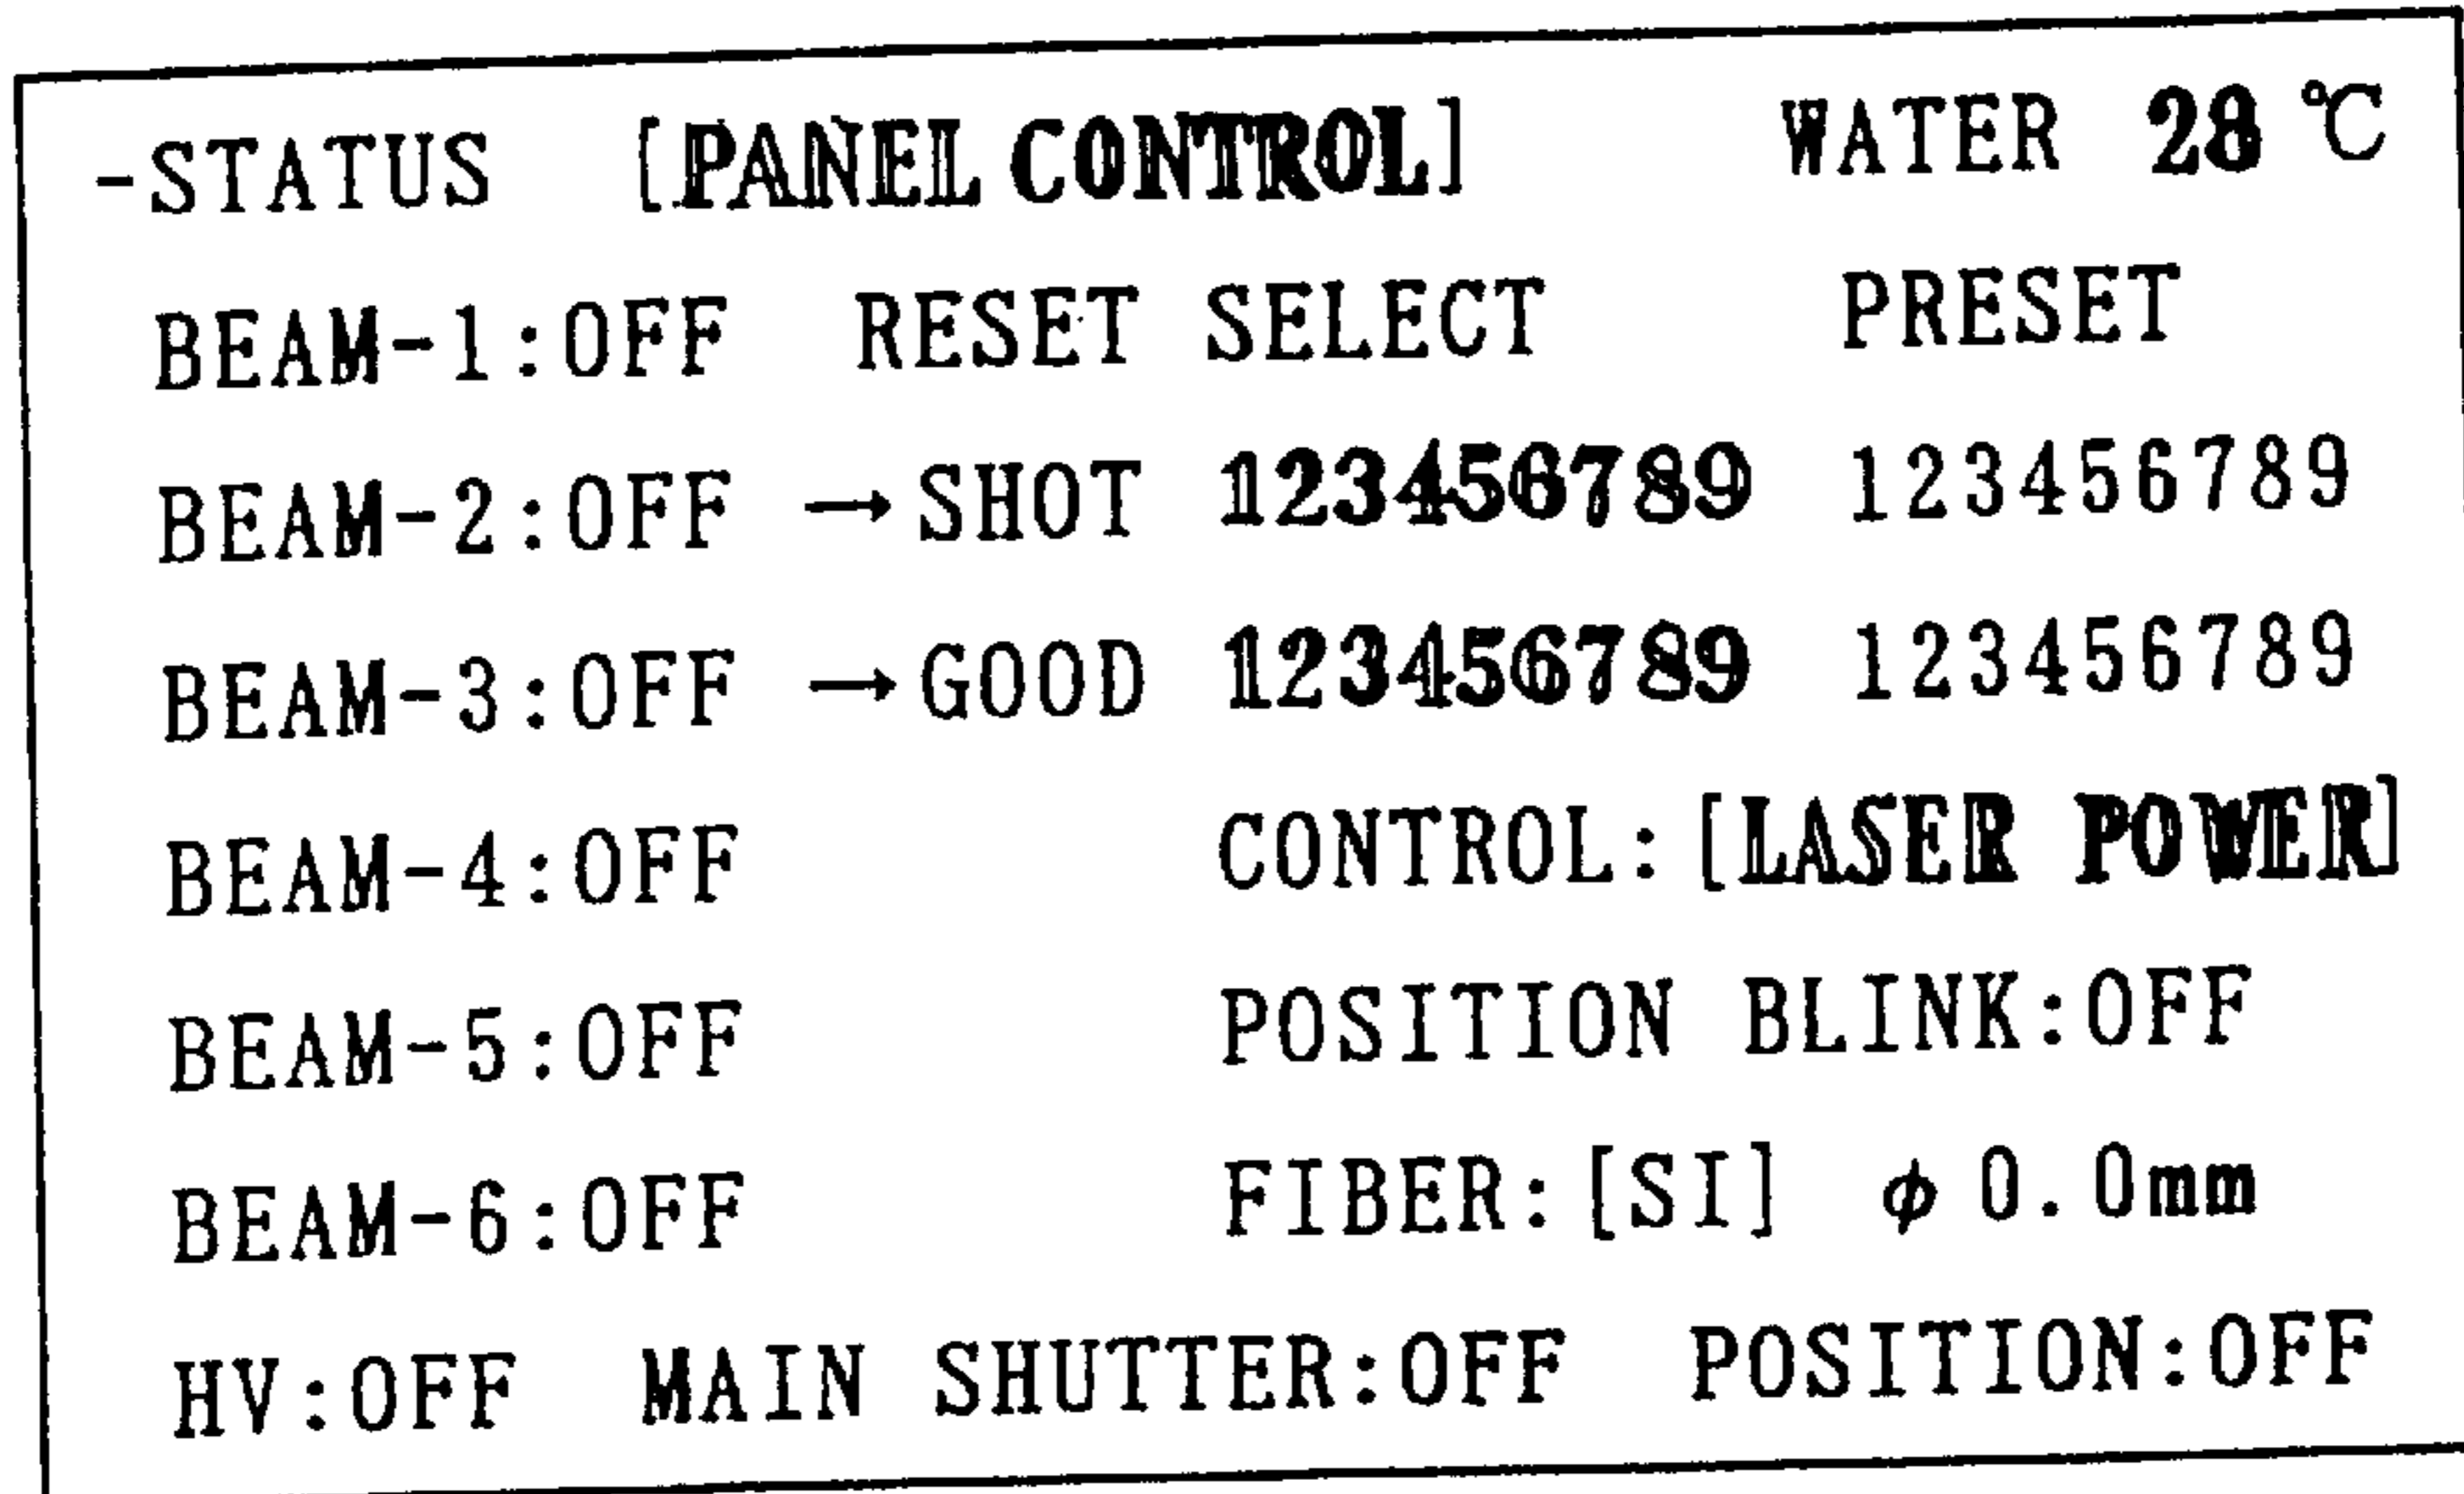 -STATUS [PANEL CONTROL] WATER 28 ℃
BEAM-1:OFF RESET SELECT PRESET
BEAM-2:OFF →SHOT 123456789 123456789
BEAM-3:OFF →GOOD 123456789 123456789
BEAM-4:OFF CONTROL:[LASER POWER]
BEAM-5:OFF POSITION BLINK:OFF
BEAM-6:OFF FIBER:[SI] φ 0.0mm
HV:OFF MAIN SHUTTER:OFF POSITION:OFF